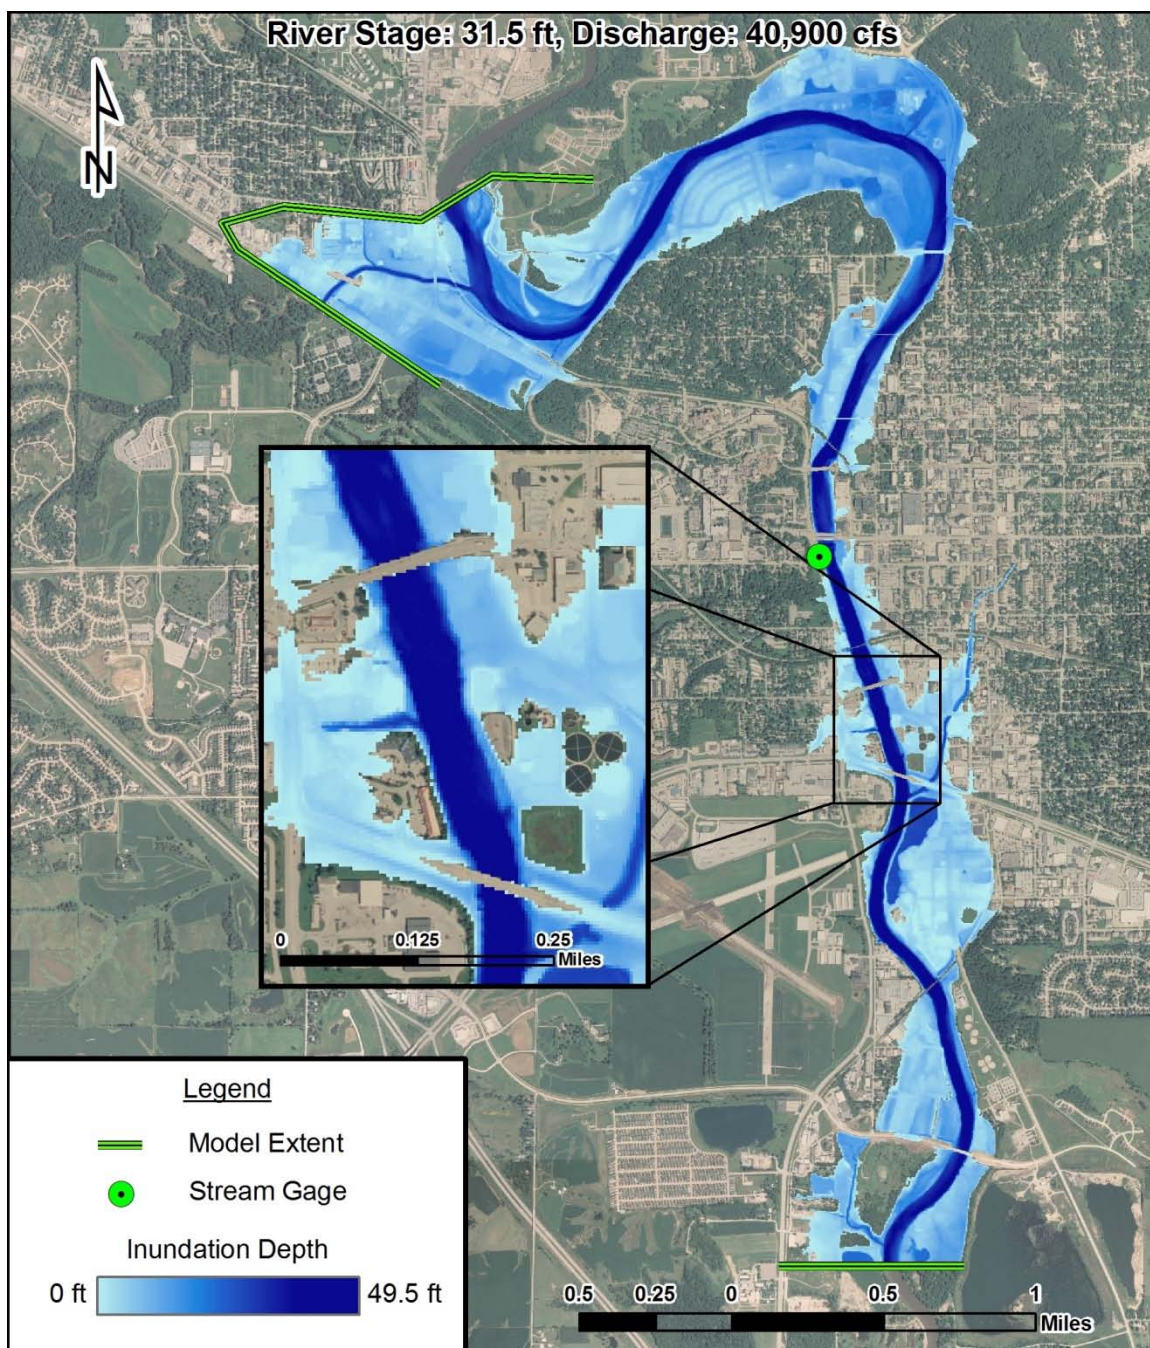 River Stage: 31.5 ft, Discharge: 40,900 cfs
N
0 0.125 0.25
Miles
Legend
Model Extent
Stream Gage
Inundation Depth
0 ft 49.5 ft
0.5 0.25 0 0.5 1
Miles